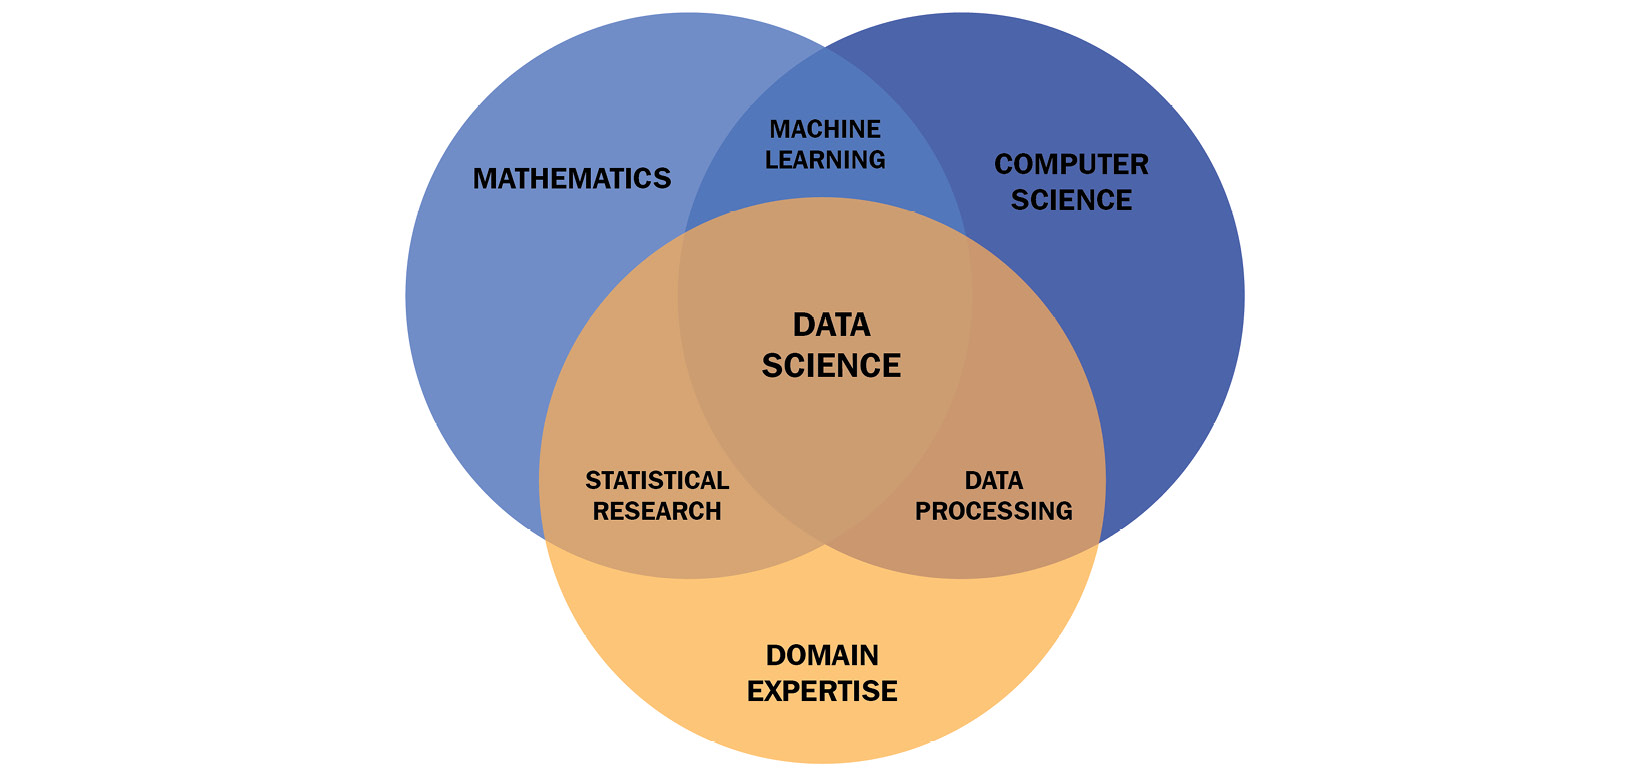 MACHINE
LEARNING
MATHEMATICS
COMPUTER
SCIENCE
DATA
SCIENCE
STATISTICAL
RESEARCH
DATA
PROCESSING
DOMAIN
EXPERTISE